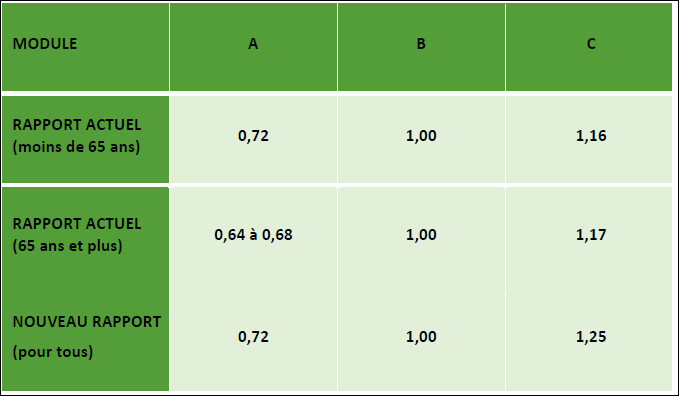 MODULE A B C
RAPPORT ACTUEL
(moins de 65 ans) 0,72 1,00 1,16
RAPPORT ACTUEL
(65 ans et plus) 0,64 à 0,68 1,00 1,17
NOUVEAU RAPPORT
(pour tous) 0,72 1,00 1,25